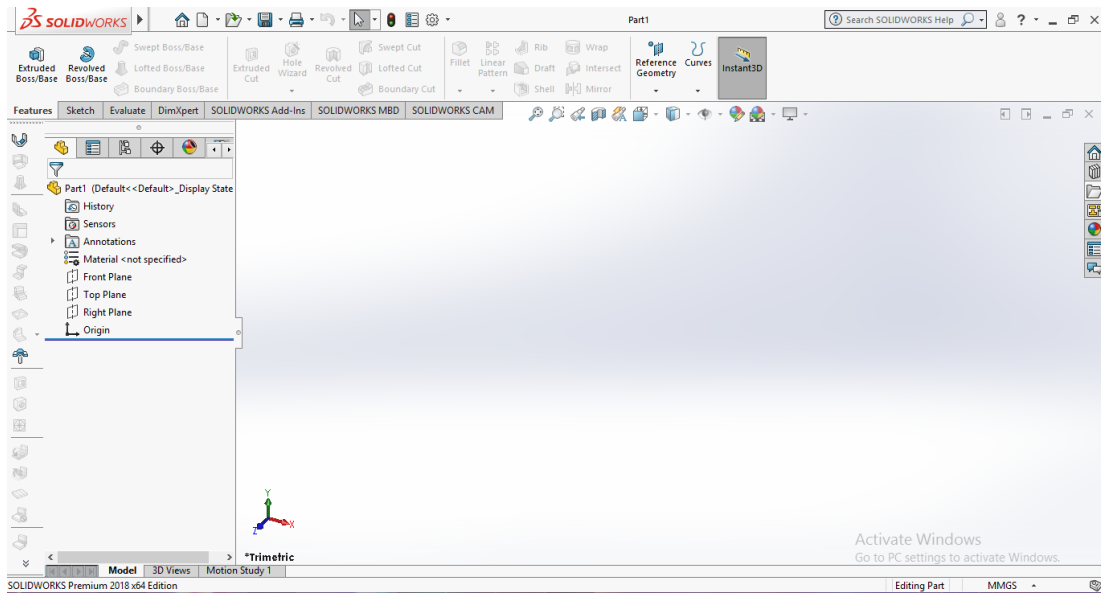 SOLIDWORKS
Part1
Search SOLIDWORKS Help
Extruded Boss/Base
Revolved Boss/Base
Swept Boss/Base
Lofted Boss/Base
Boundary Boss/Base
Extruded Cut
Hole Wizard
Revolved Cut
Swept Cut
Lofted Cut
Boundary Cut
Fillet
Linear Pattern
Rib
Draft
Shell
Wrap
Intersect
Mirror
Reference Geometry
Curves
Instant3D
Features
Sketch
Evaluate
DimXpert
SOLIDWORKS Add-Ins
SOLIDWORKS MBD
SOLIDWORKS CAM
Part1 (Default<<Default>_Display State
History
Sensors
Annotations
Material <not specified>
Front Plane
Top Plane
Right Plane
Origin
Y
X
Z
*Trimetric
Activate Windows
Go to PC settings to activate Windows.
Model
3D Views
Motion Study 1
SOLIDWORKS Premium 2018 x64 Edition
Editing Part
MMGS